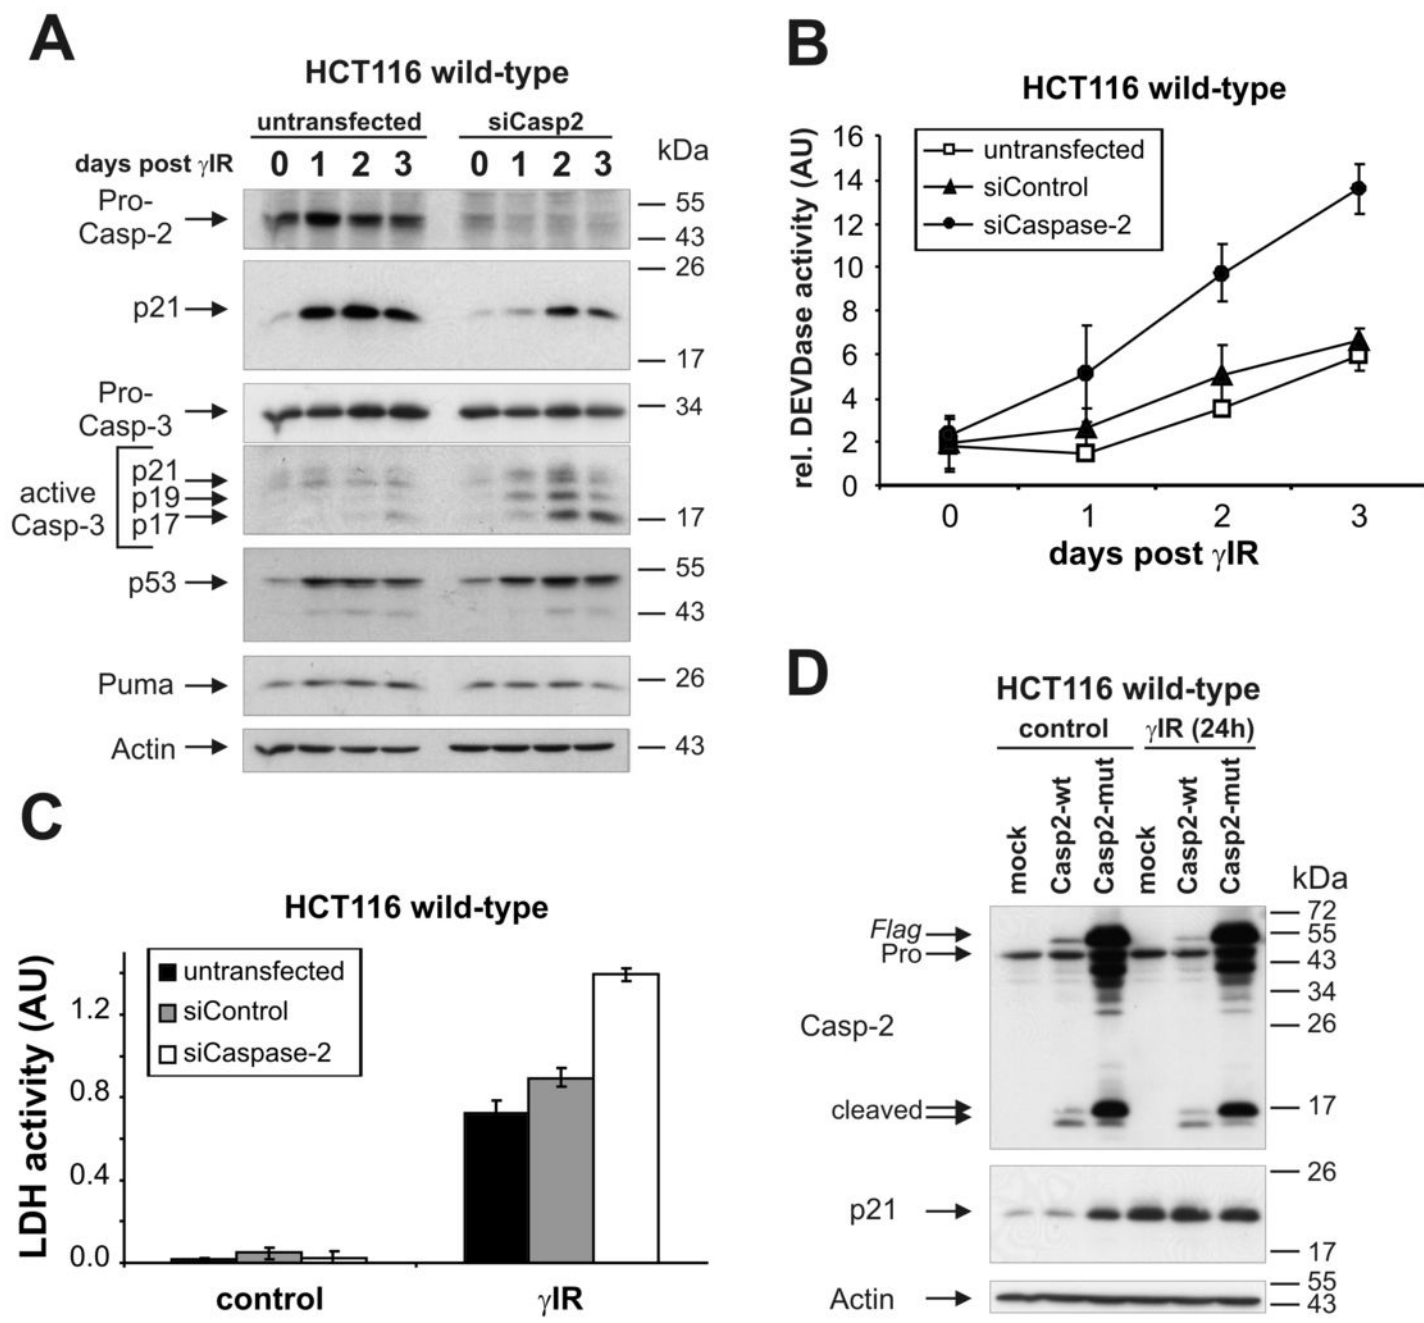 A
HCT116 wild-type
untransfected siCasp2
days post γIR 0 1 2 3 0 1 2 3 kDa
Pro-
Casp-2
55
43
p21
26
17
Pro-
Casp-3
34
active
Casp-3
p21
p19
p17
17
p53
55
43
Puma
26
Actin
43
B
HCT116 wild-type
rel. DEVDase activity (AU)
16
14
12
10
8
6
4
2
0
untransfected
siControl
siCaspase-2
0 1 2 3
days post γIR
C
HCT116 wild-type
LDH activity (AU)
1.2
0.8
0.4
0.0
untransfected
siControl
siCaspase-2
control γIR
D
HCT116 wild-type
control γIR (24h)
mock Casp2-wt Casp2-mut mock Casp2-wt Casp2-mut
kDa
Flag
Pro
Casp-2
cleaved
72
55
43
34
26
17
p21
26
17
Actin
55
43